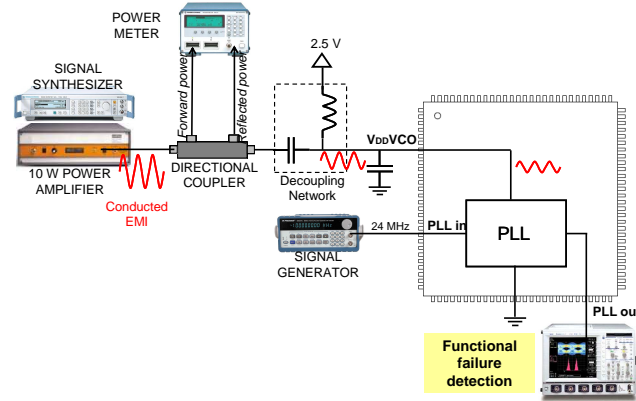 POWER
METER
2.5 V
SIGNAL
SYNTHESIZER
Forward power
Reflected power
VDDVCO
10 W POWER
AMPLIFIER
DIRECTIONAL
COUPLER
Decoupling
Network
Conducted
EMI
24 MHz
PLL in
PLL
SIGNAL
GENERATOR
PLL ou
Functional
failure
detection